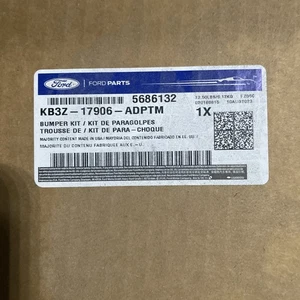 Ford
FORD PARTS
5686132
KB3Z-17906-ADPTM
BUMPER KIT / KIT DE PARAGOLPES
1X
TROUSSE DE / KIT DE PARA-CHOQUE
MAJORITY CONTENT MADE IN USA / MAYORIA DEL CONTENIDO FABRICADO EN EE. UU.
MAJORITE DU CONTENU FABRIQUEE AUX E.-U.